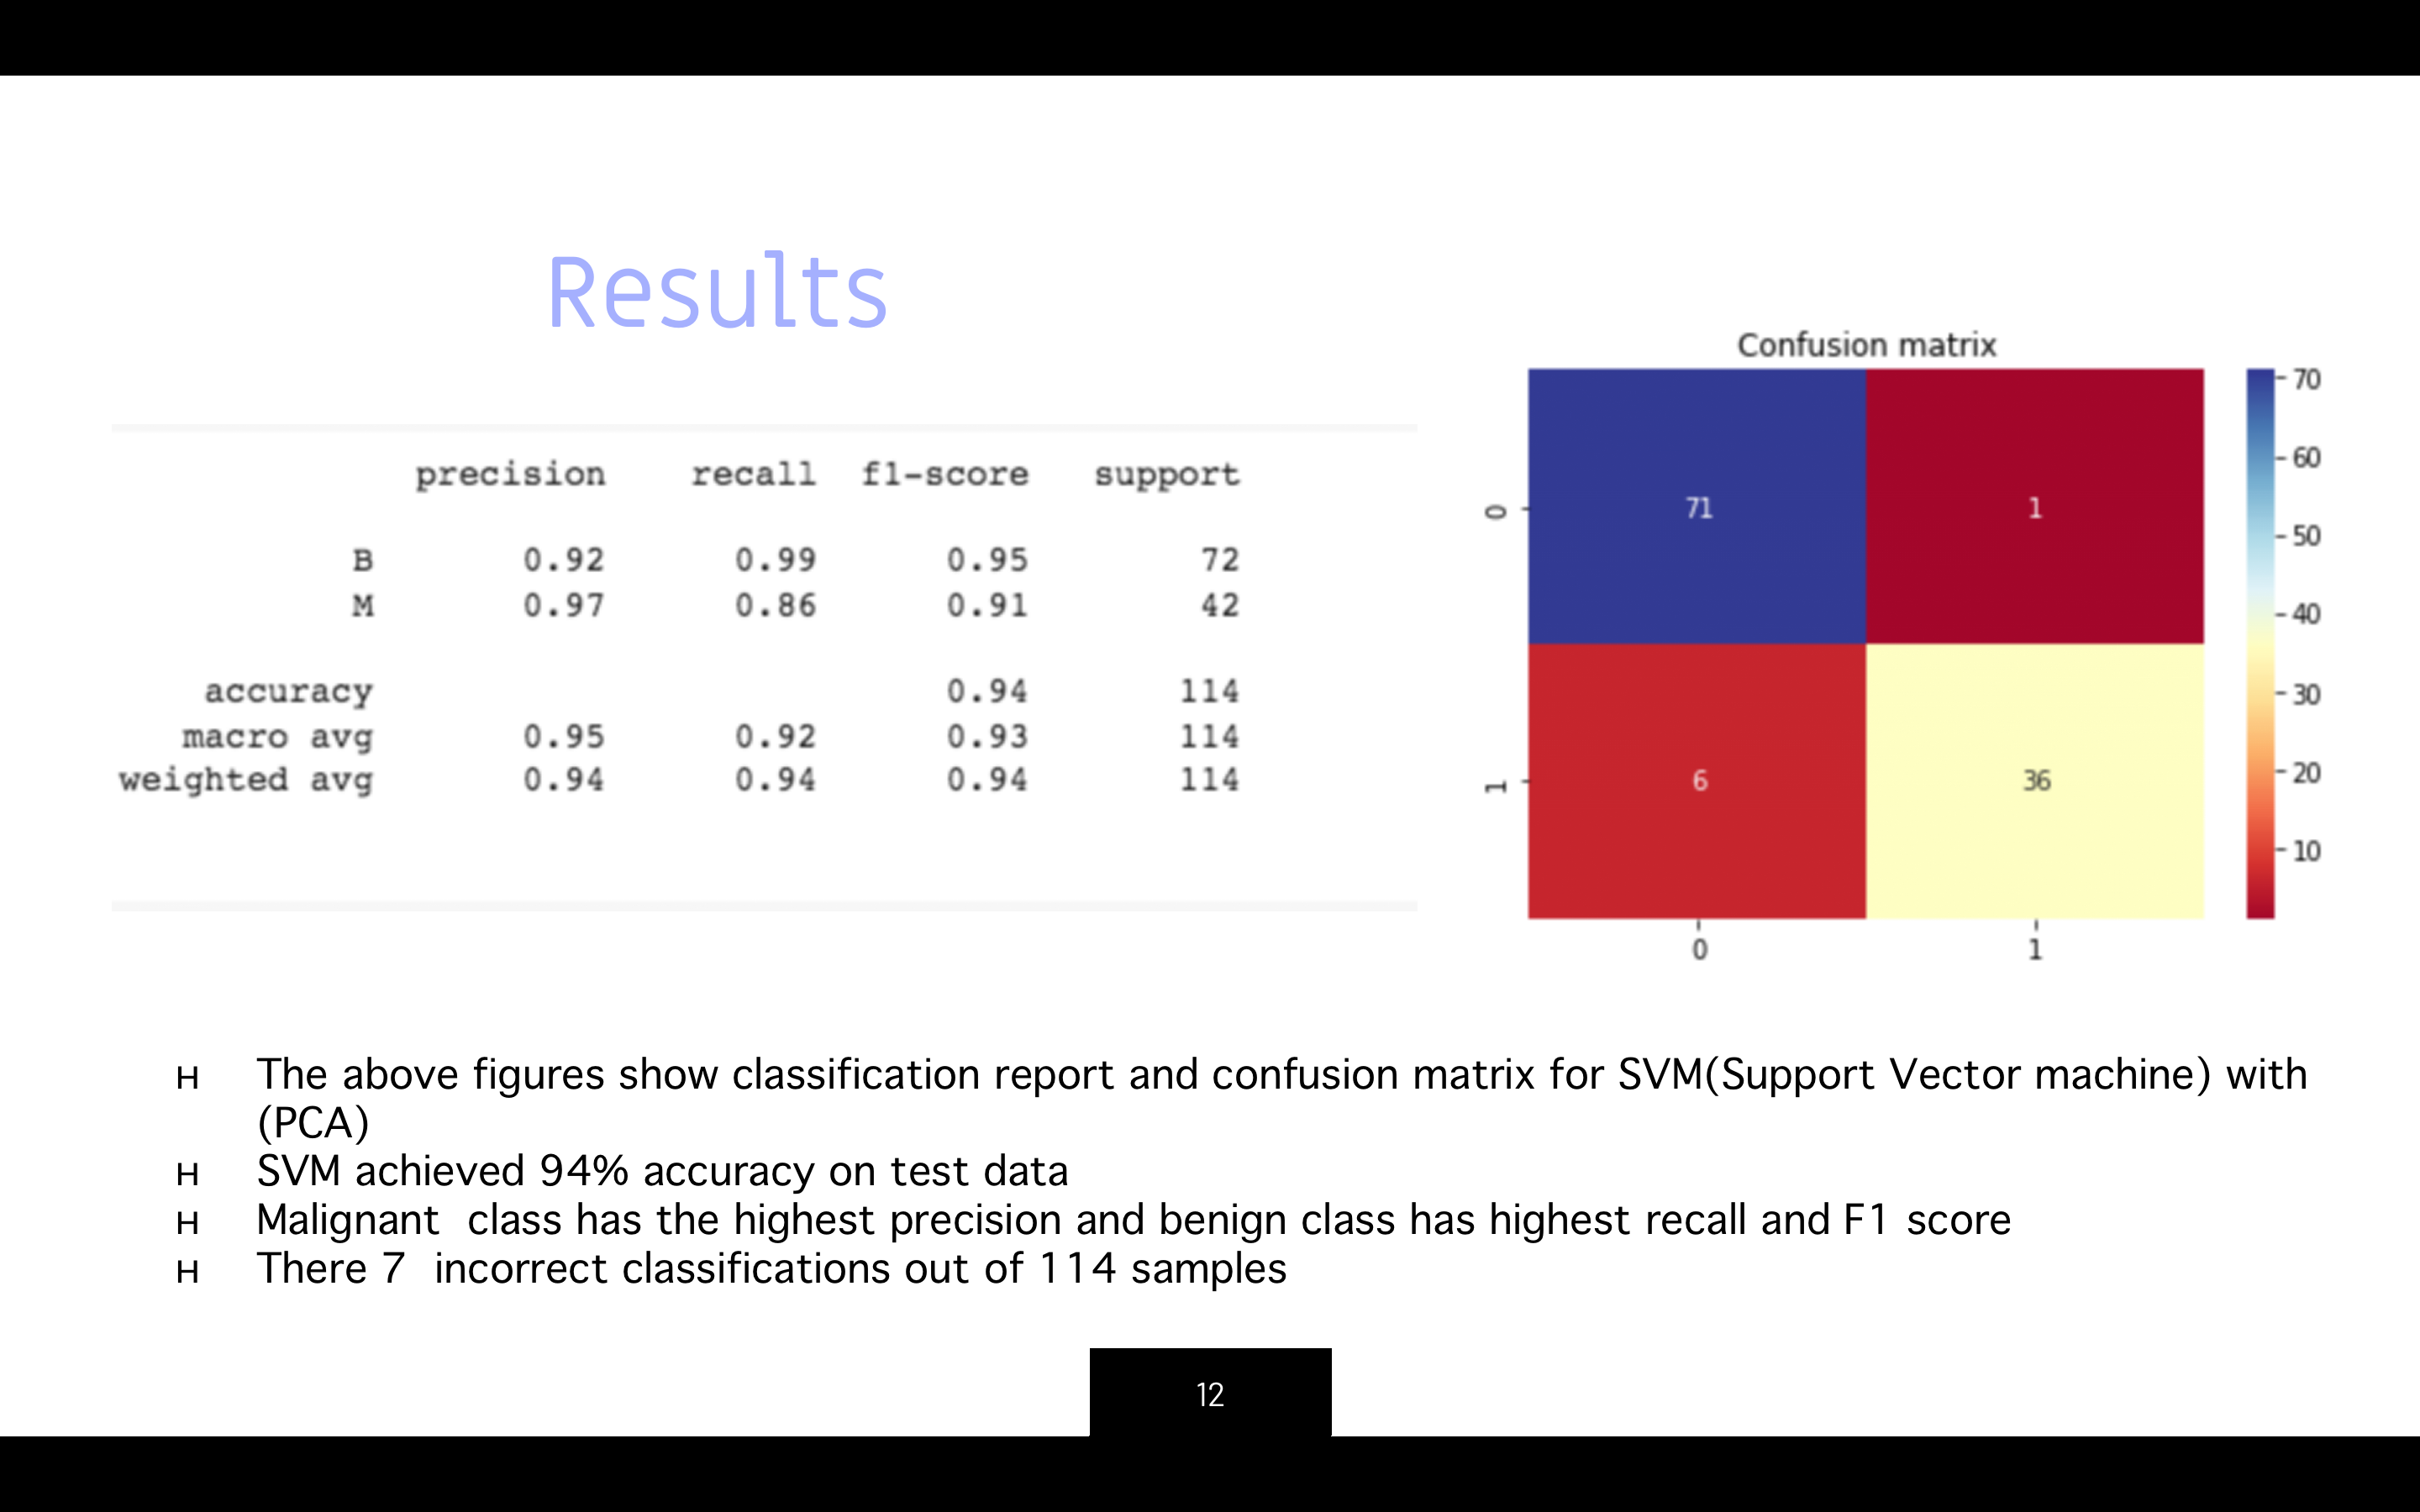 Results
precision recall f1-score support
B 0.92 0.99 0.95 72
M 0.97 0.86 0.91 42
accuracy 0.94 114
macro avg 0.95 0.92 0.93 114
weighted avg 0.94 0.94 0.94 114
Confusion matrix
0 71 1
1 6 36
0 1
70
60
50
40
30
20
10
H The above figures show classification report and confusion matrix for SVM(Support Vector machine) with
(PCA)
H SVM achieved 94% accuracy on test data
H Malignant class has the highest precision and benign class has highest recall and F1 score
H There 7 incorrect classifications out of 114 samples
12